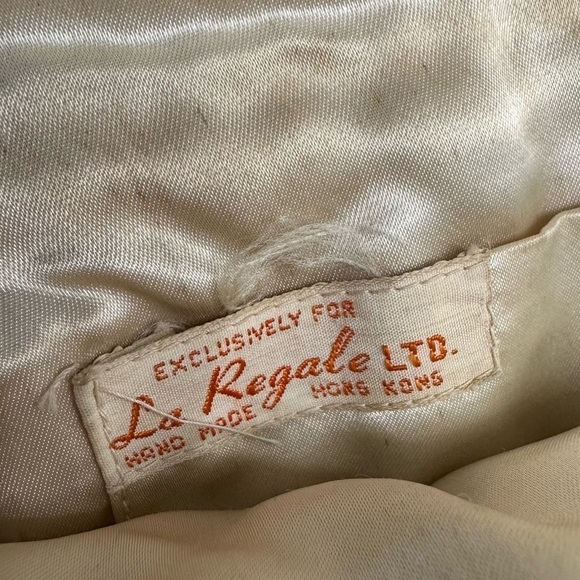 EXCLUSIVELY FOR
La Regale LTD.
HAND MADE HONG KONG